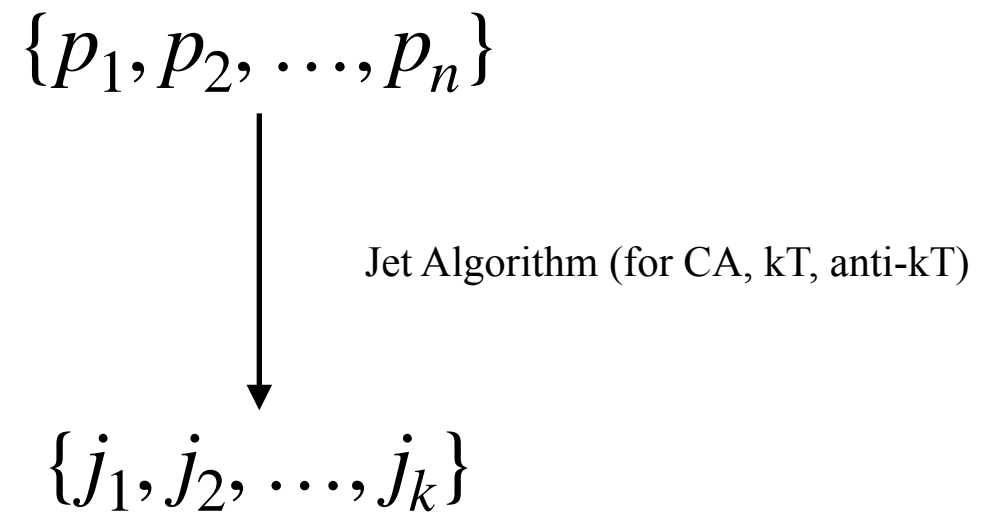 {p₁, p₂, …, pₙ}
Jet Algorithm (for CA, kT, anti-kT)
{j₁, j₂, …, jₖ}